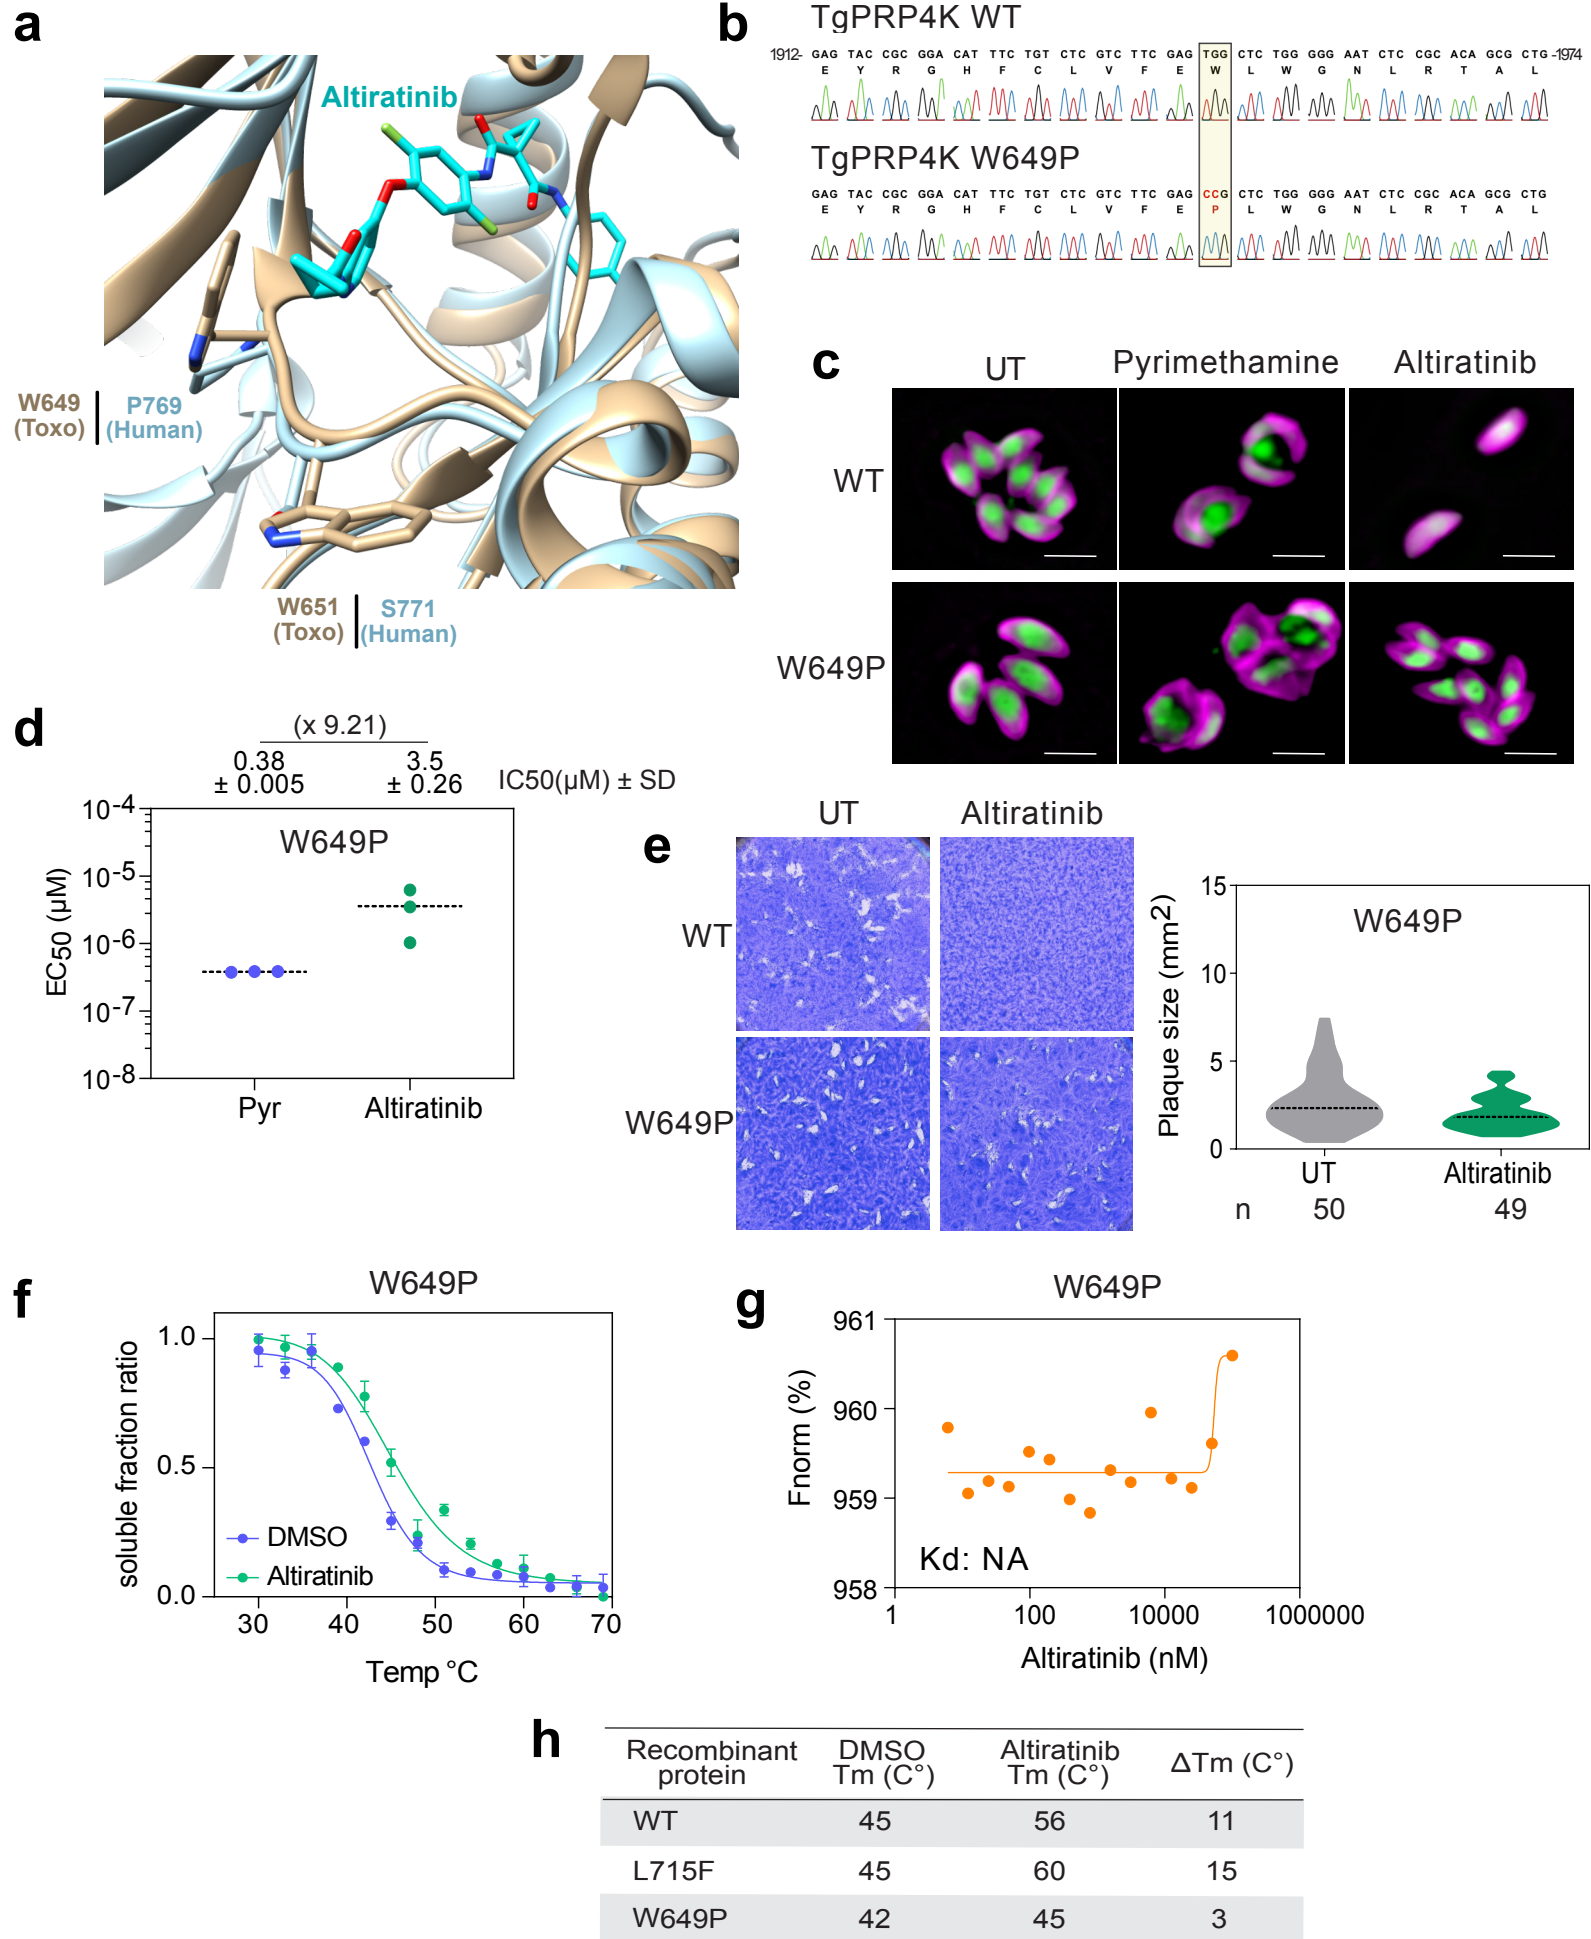 a
Altiratinib
W649
(Toxo)
P769
(Human)
W651
(Toxo)
S771
(Human)
b
TgPRP4K WT
1912- GAG TAC CGC GGA CAT TTC TGT CTC GTC TTC GAG TGG CTC TGG GGG AAT CTC CGC ACA GCG CTG -1974
E Y R G H F C L V F E W L W G N L R T A L
TgPRP4K W649P
GAG TAC CGC GGA CAT TTC TGT CTC GTC TTC GAG CCG CTC TGG GGG AAT CTC CGC ACA GCG CTG
E Y R G H F C L V F E P L W G N L R T A L
c
UT Pyrimethamine Altiratinib
WT
W649P
d
(x 9.21)
0.38 3.5
± 0.005 ± 0.26 IC50(µM) ± SD
W649P
EC50 (µM)
10-4
10-5
10-6
10-7
10-8
Pyr Altiratinib
e
UT Altiratinib
WT
W649P
W649P
Plaque size (mm2)
15
10
5
0
UT Altiratinib
n 50 49
f
W649P
soluble fraction ratio
1.0
0.5
0.0
DMSO
Altiratinib
30 40 50 60 70
Temp °C
g
W649P
Fnorm (%)
961
960
959
958
Kd: NA
1 100 10000 1000000
Altiratinib (nM)
h
Recombinant protein DMSO Tm (C°) Altiratinib Tm (C°) ΔTm (C°)
WT 45 56 11
L715F 45 60 15
W649P 42 45 3